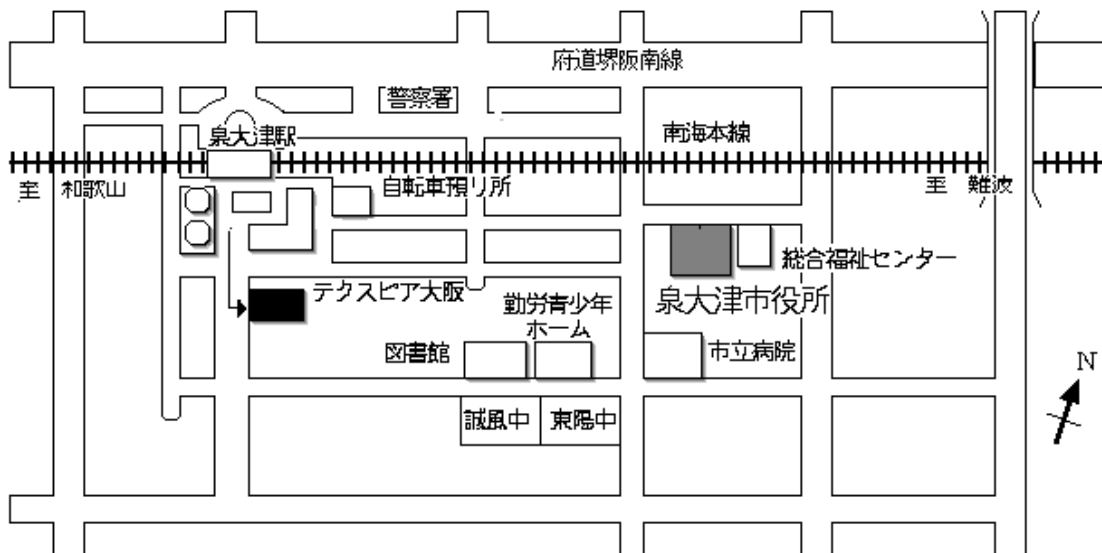 府道堺阪南線
警察署
泉大津駅
南海本線
至 和歌山
自転車預り所
至 難波
総合福祉センター
テクスピア大阪
勤労青少年
ホーム
泉大津市役所
図書館
市立病院
N
誠風中
東陽中